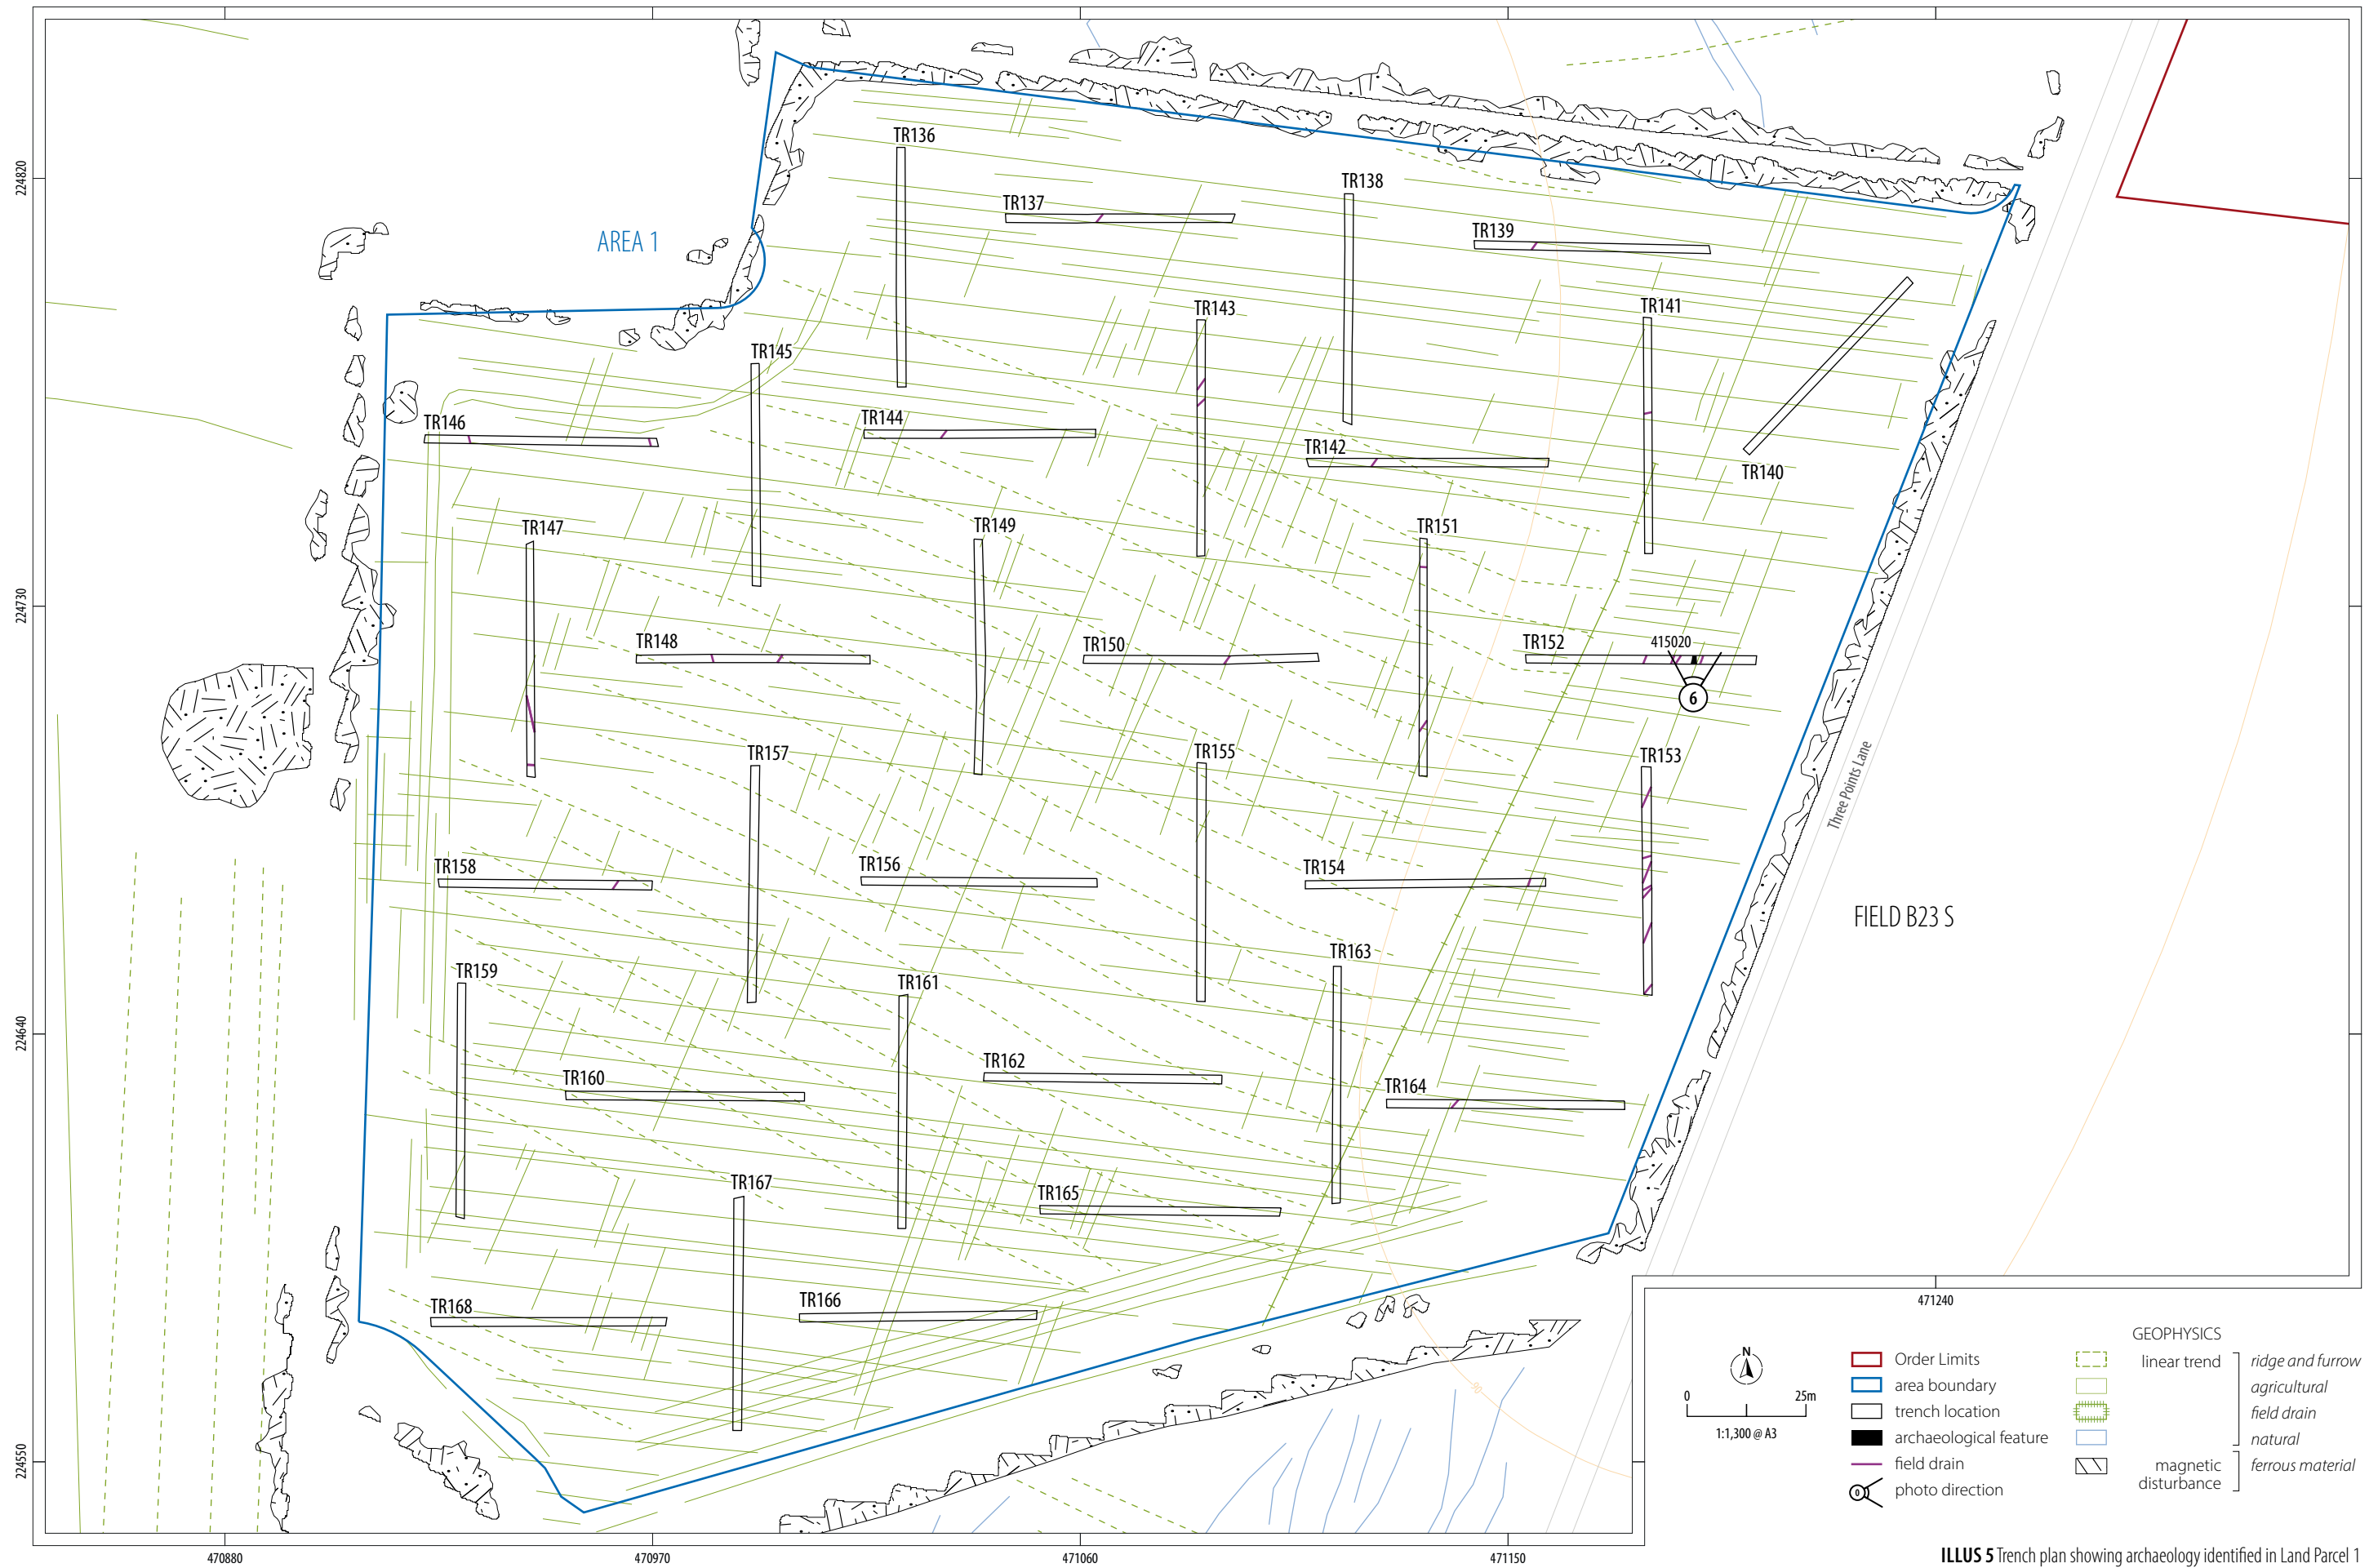 TR136
224820
TR138
TR137
TR139
AREA 1
TR143
TR141
TR145
TR146
TR144
TR142
TR140
TR147
TR149
TR151
224730
TR148
TR150
TR152
415020
6
TR157
TR155
TR153
Three Points Lane
TR158
TR156
TR154
FIELD B23 S
TR163
TR159
TR161
224640
TR162
TR160
TR164
TR167
TR165
TR168
TR166
471240
90
224550
N
0 25m
1:1,300 @ A3
Order Limits
area boundary
trench location
archaeological feature
field drain
0 photo direction
GEOPHYSICS
linear trend
ridge and furrow
agricultural
field drain
natural
magnetic
disturbance
ferrous material
470880 470970 471060 471150
ILLUS 5 Trench plan showing archaeology identified in Land Parcel 1